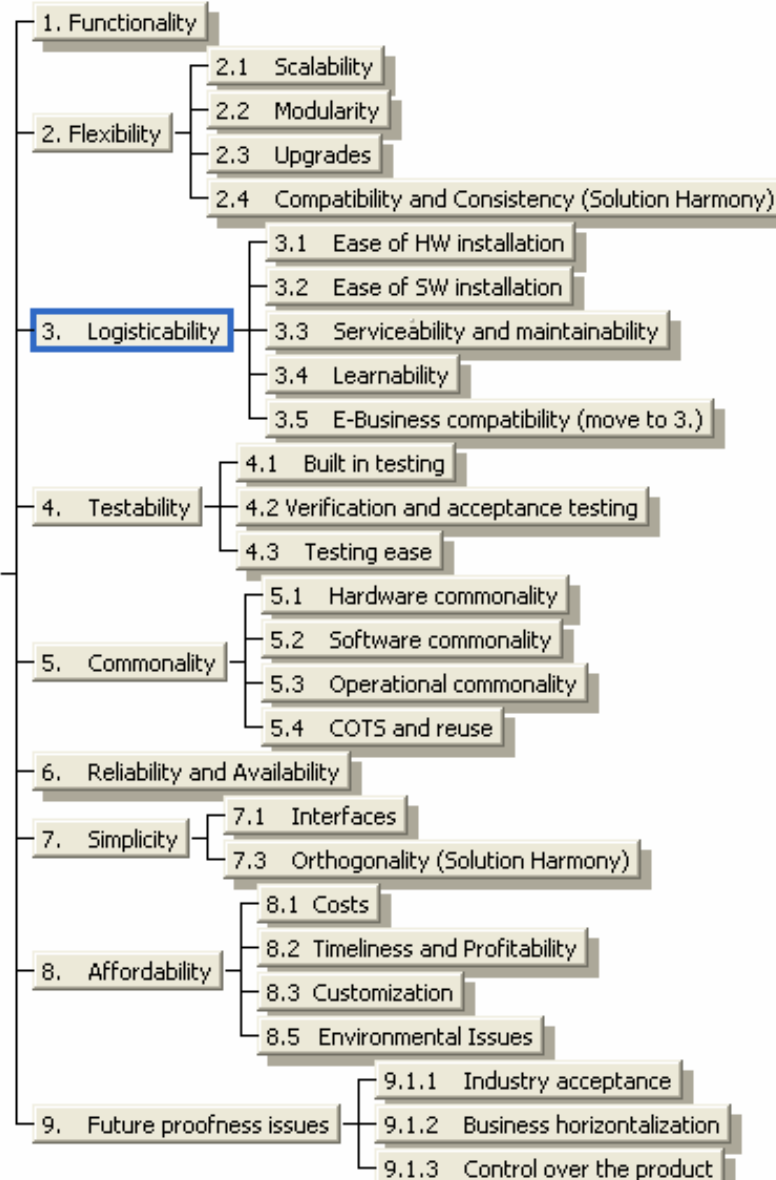 1. Functionality
2. Flexibility
2.1 Scalability
2.2 Modularity
2.3 Upgrades
2.4 Compatibility and Consistency (Solution Harmony)
3. Logisticability
3.1 Ease of HW installation
3.2 Ease of SW installation
3.3 Serviceability and maintainability
3.4 Learnability
3.5 E-Business compatibility (move to 3.)
4. Testability
4.1 Built in testing
4.2 Verification and acceptance testing
4.3 Testing ease
5. Commonality
5.1 Hardware commonality
5.2 Software commonality
5.3 Operational commonality
5.4 COTS and reuse
6. Reliability and Availability
7. Simplicity
7.1 Interfaces
7.3 Orthogonality (Solution Harmony)
8. Affordability
8.1 Costs
8.2 Timeliness and Profitability
8.3 Customization
8.5 Environmental Issues
9. Future proofness issues
9.1.1 Industry acceptance
9.1.2 Business horizontalization
9.1.3 Control over the product